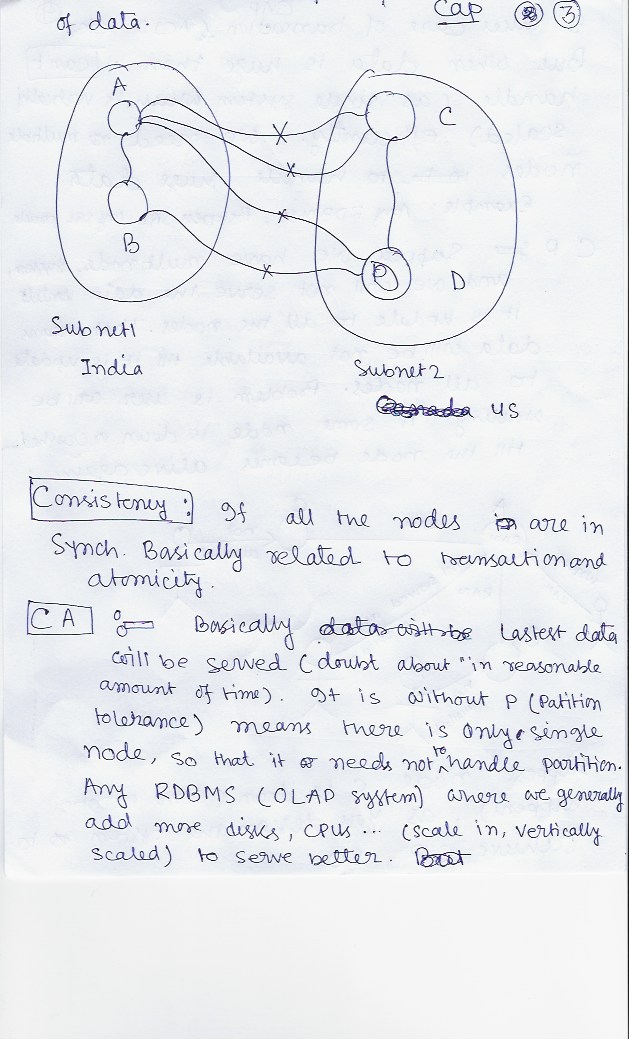 Cap ③
of data.
A
C
B
D
D
Subnet1
India
Subnet 2
US
Consistency: If all the nodes are in
Synch. Basically related to transaction and
atomicity.
CA :- Basically lastest data
will be served (doubt about "in reasonable
amount of time). It is without P (Patition
tolerance) means there is only single
node, so that it needs not to handle partition.
Any RDBMS (OLAP system) where we generally
add more disks, CPUs ... (scale in, vertically
scaled) to serve better.